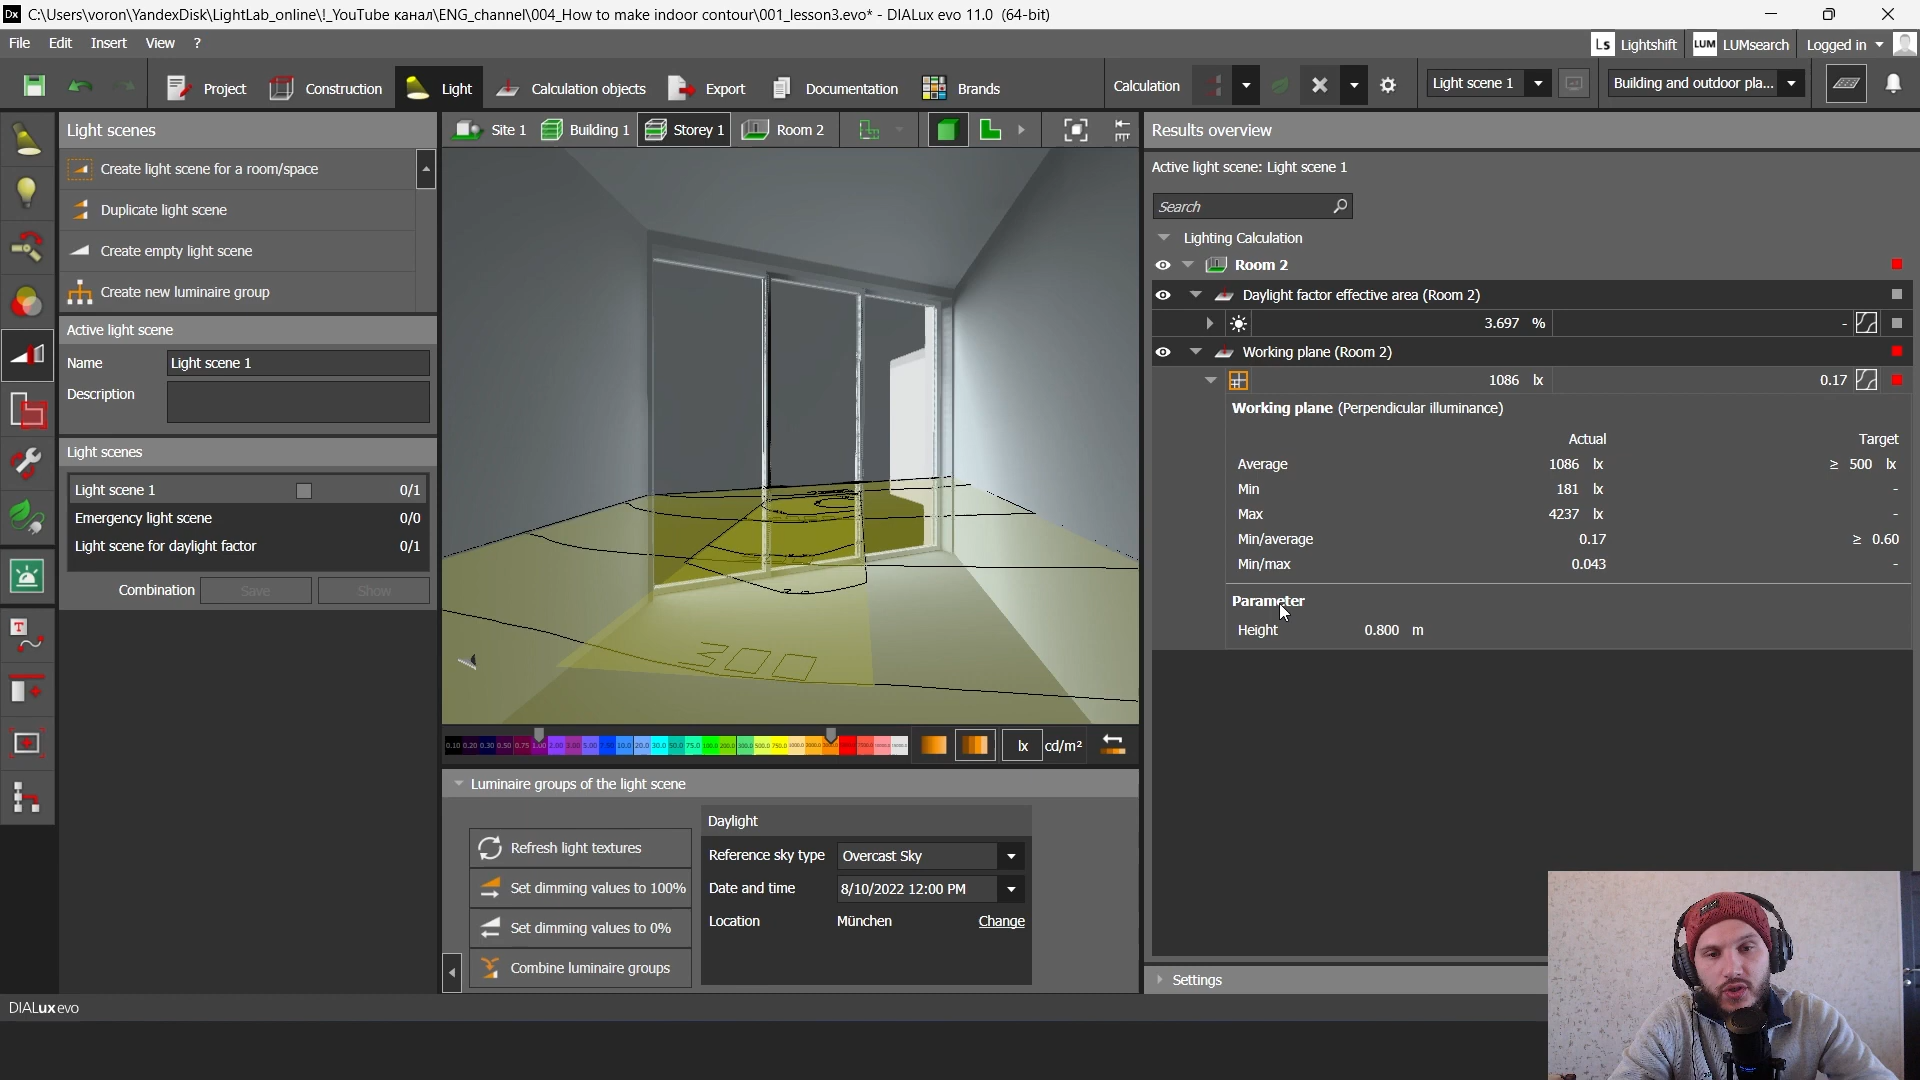 Dx C:\Users\voron\YandexDisk\LightLab_online\!_YouTube канал\ENG_channel\004_How to make indoor contour\001_lesson3.evo* - DIALux evo 11.0 (64-bit)
File Edit Insert View ?
Ls Lightshift LUM LUMsearch Logged in
Project Construction Light Calculation objects Export Documentation Brands Calculation Light scene 1 Building and outdoor pla...
Light scenes
Create light scene for a room/space
Duplicate light scene
Create empty light scene
Create new luminaire group
Active light scene
Name Light scene 1
Description
Light scenes
Light scene 1 0/1
Emergency light scene 0/0
Light scene for daylight factor 0/1
Combination Save Show
Site 1 Building 1 Storey 1 Room 2
300
0.10 0.20 0.30 0.50 0.75 1.00 2.00 3.00 5.00 7.50 10.0 20.0 30.0 50.0 75.0 100.0 200.0 300.0 500.0 750.0
lx cd/m²
Luminaire groups of the light scene
Refresh light textures
Set dimming values to 100%
Set dimming values to 0%
Combine luminaire groups
Daylight
Reference sky type Overcast Sky
Date and time 8/10/2022 12:00 PM
Location München Change
Results overview
Active light scene: Light scene 1
Search
Lighting Calculation
Room 2
Daylight factor effective area (Room 2)
3.697 % -
Working plane (Room 2)
1086 lx 0.17
Working plane (Perpendicular illuminance)
Actual Target
Average 1086 lx ≥ 500 lx
Min 181 lx -
Max 4237 lx -
Min/average 0.17 ≥ 0.60
Min/max 0.043 -
Parameter
Height 0.800 m
Settings
DIALux evo